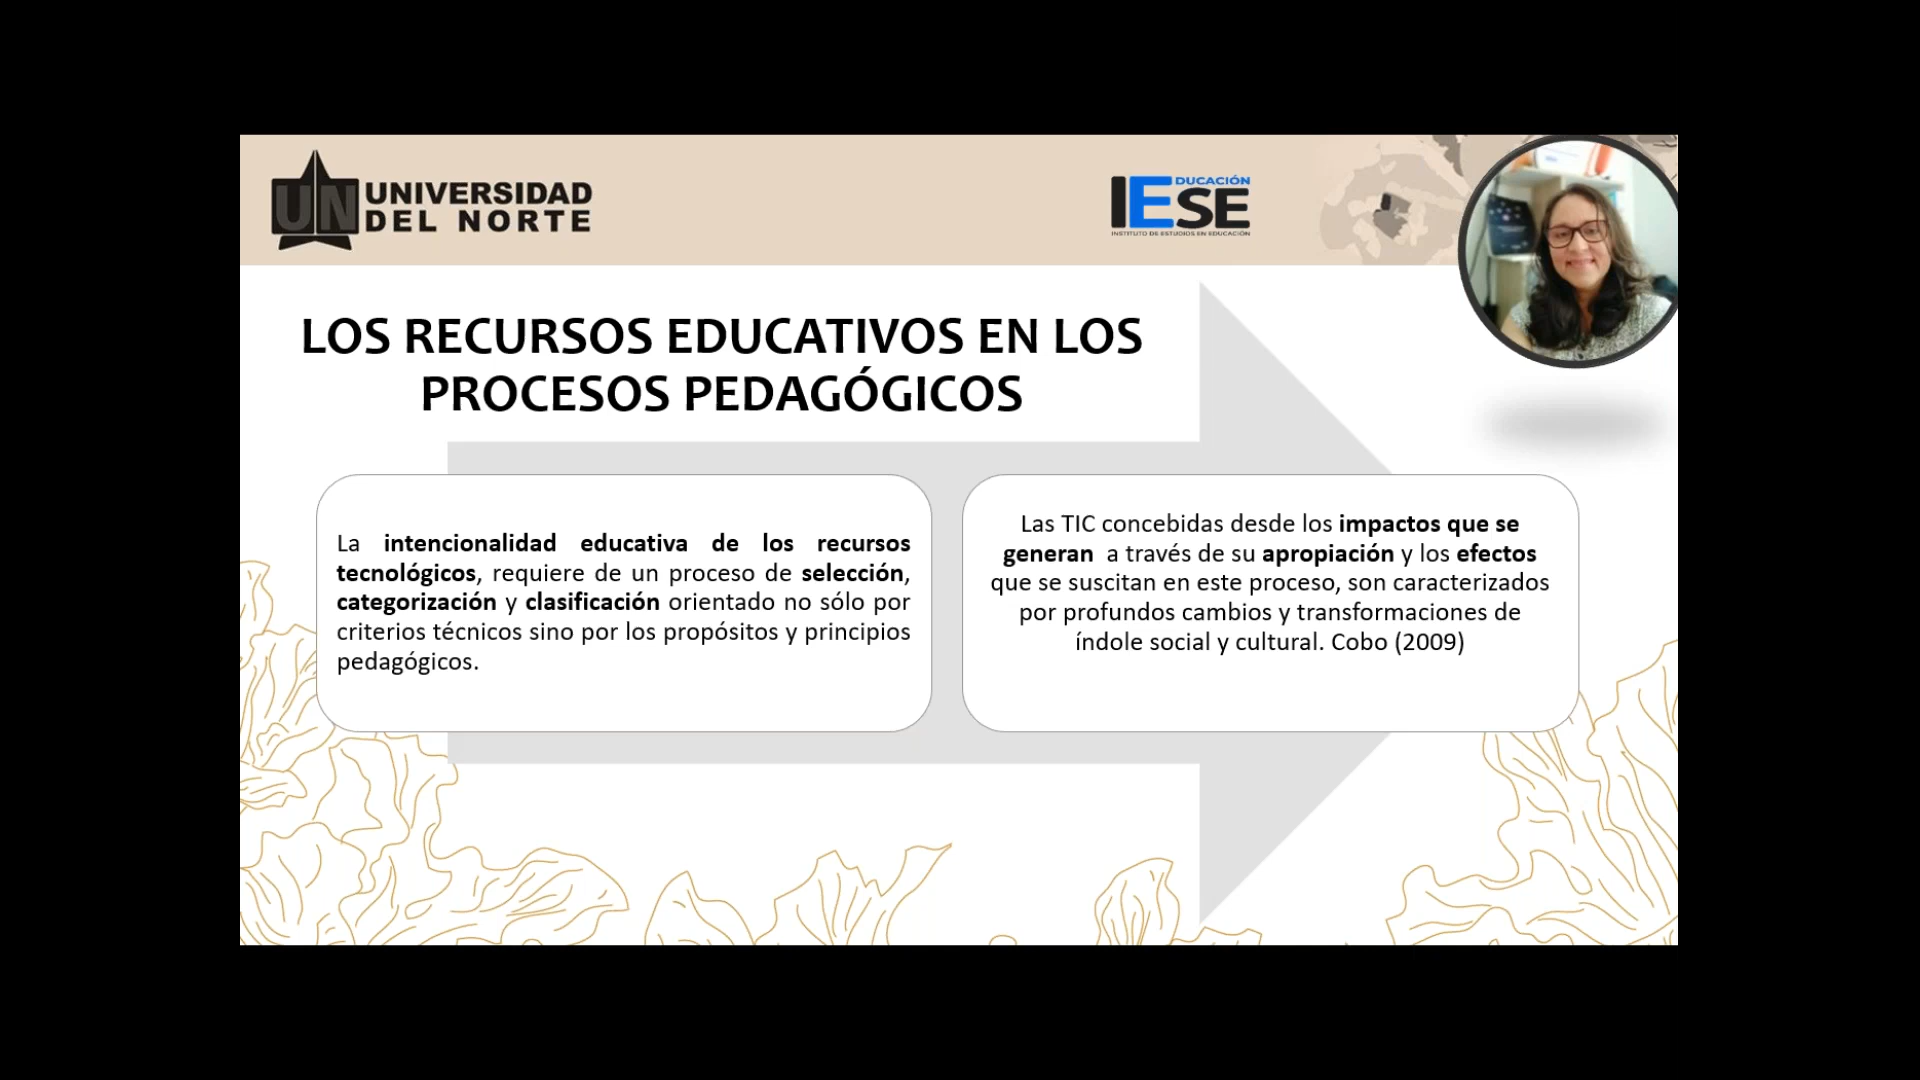 UN UNIVERSIDAD
DEL NORTE
IESE
DUCACIÓN
INSTITUTO DE ESTUDIOS EN EDUCACIÓN
LOS RECURSOS EDUCATIVOS EN LOS
PROCESOS PEDAGÓGICOS
La intencionalidad educativa de los recursos
tecnológicos, requiere de un proceso de selección,
categorización y clasificación orientado no sólo por
criterios técnicos sino por los propósitos y principios
pedagógicos.
Las TIC concebidas desde los impactos que se
generan a través de su apropiación y los efectos
que se suscitan en este proceso, son caracterizados
por profundos cambios y transformaciones de
índole social y cultural. Cobo (2009)